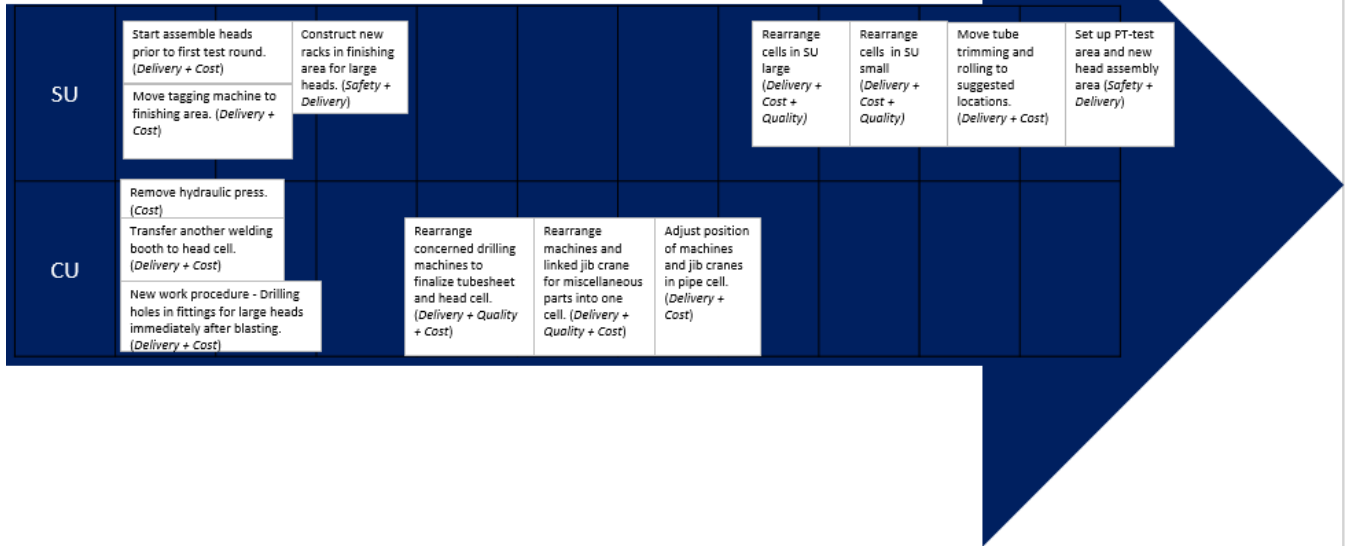 SU
Start assemble heads
prior to first test round.
(Delivery + Cost)
Move tagging machine to
finishing area. (Delivery +
Cost)
Construct new
racks in finishing
area for large
heads. (Safety +
Delivery)
Rearrange
cells in SU
large
(Delivery +
Cost +
Quality)
Rearrange
cells in SU
small
(Delivery +
Cost +
Quality)
Move tube
trimming and
rolling to
suggested
locations.
(Delivery + Cost)
Set up PT-test
area and new
head assembly
area (Safety +
Delivery)
CU
Remove hydraulic press.
(Cost)
Transfer another welding
booth to head cell.
(Delivery + Cost)
New work procedure - Drilling
holes in fittings for large heads
immediately after blasting.
(Delivery + Cost)
Rearrange
concerned drilling
machines to
finalize tubesheet
and head cell.
(Delivery + Quality
+ Cost)
Rearrange
machines and
linked jib crane
for miscellaneous
parts into one
cell. (Delivery +
Quality + Cost)
Adjust position
of machines
and jib cranes
in pipe cell.
(Delivery +
Cost)